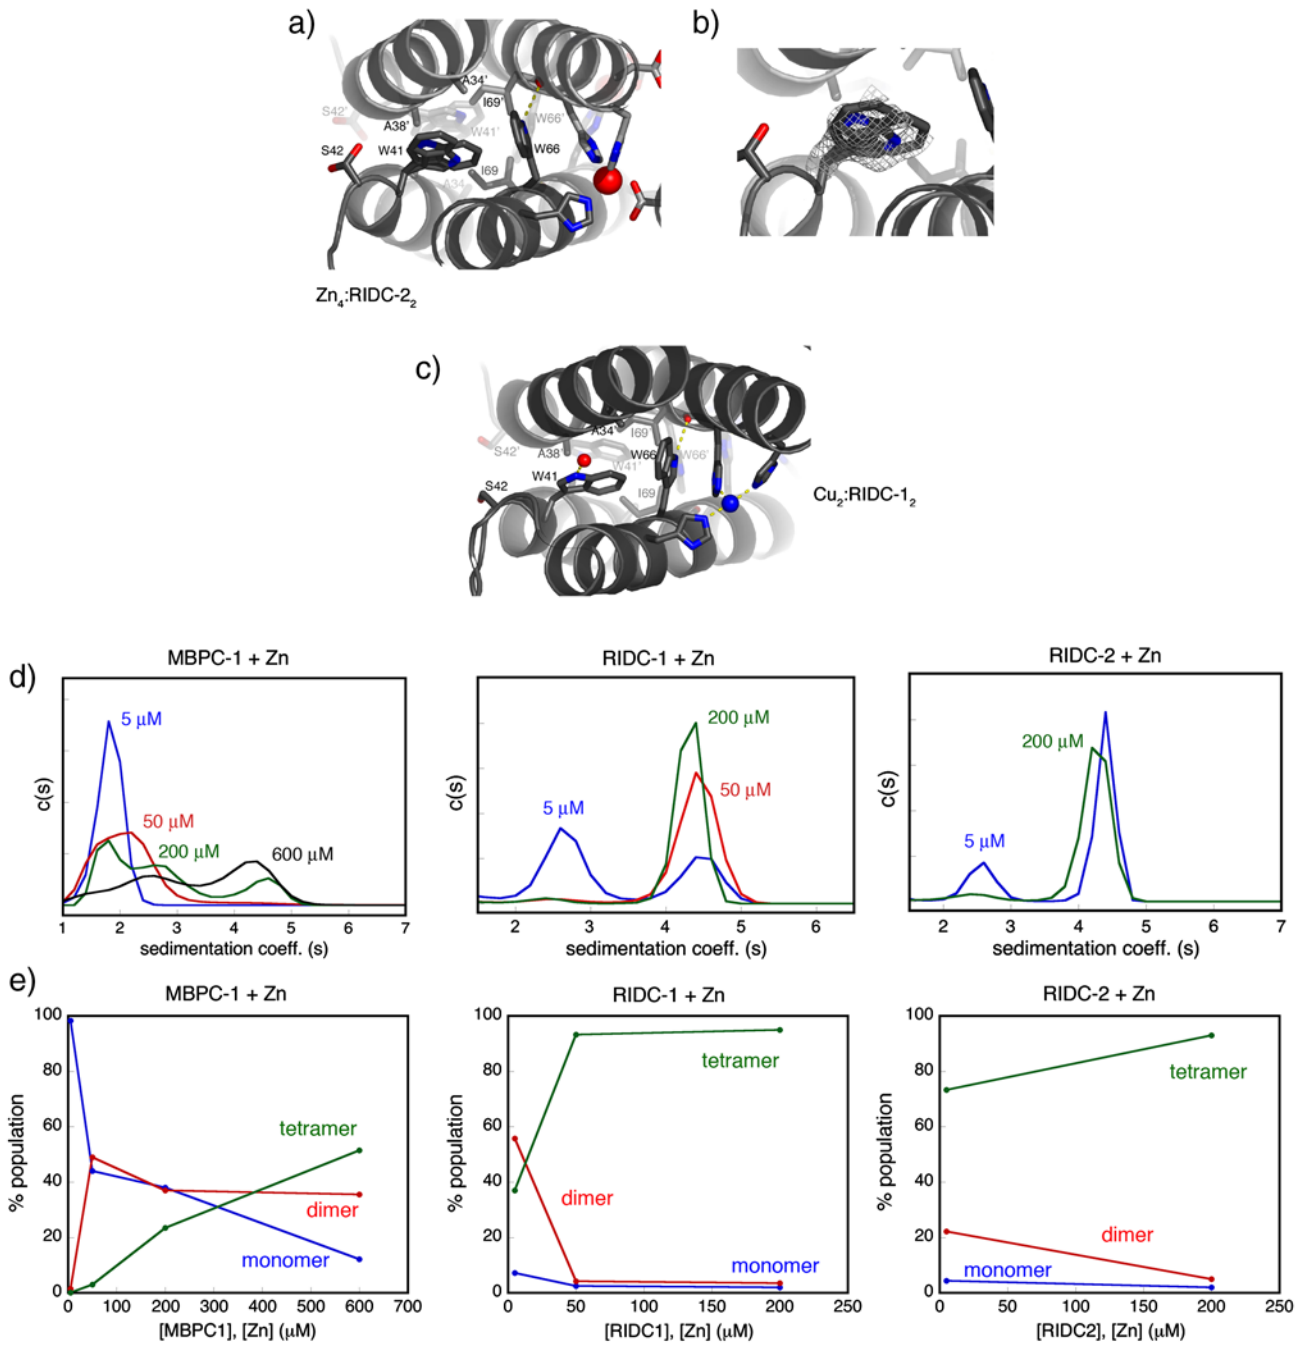 a)
b)
A34'
I69'
S42'
A38'
W41'
W66'
S42
W41
W66
I69
A34
Zn4:RIDC-22
c)
A34'
I69'
S42'
A38'
W66
W66'
W41'
W41
S42
I69
Cu2:RIDC-12
d)
MBPC-1 + Zn
RIDC-1 + Zn
RIDC-2 + Zn
c(s)
5 μM
50 μM
200 μM
600 μM
1 2 3 4 5 6 7
sedimentation coeff. (s)
c(s)
5 μM
200 μM
50 μM
2 3 4 5 6
sedimentation coeff. (s)
c(s)
200 μM
5 μM
2 3 4 5 6 7
sedimentation coeff. (s)
e)
MBPC-1 + Zn
RIDC-1 + Zn
RIDC-2 + Zn
% population
100
80
60
40
20
0
tetramer
dimer
monomer
0 100 200 300 400 500 600 700
[MBPC1], [Zn] (μM)
% population
100
80
60
40
20
0
tetramer
dimer
monomer
0 50 100 150 200 250
[RIDC1], [Zn] (μM)
% population
100
80
60
40
20
0
tetramer
dimer
monomer
0 50 100 150 200 250
[RIDC2], [Zn] (μM)